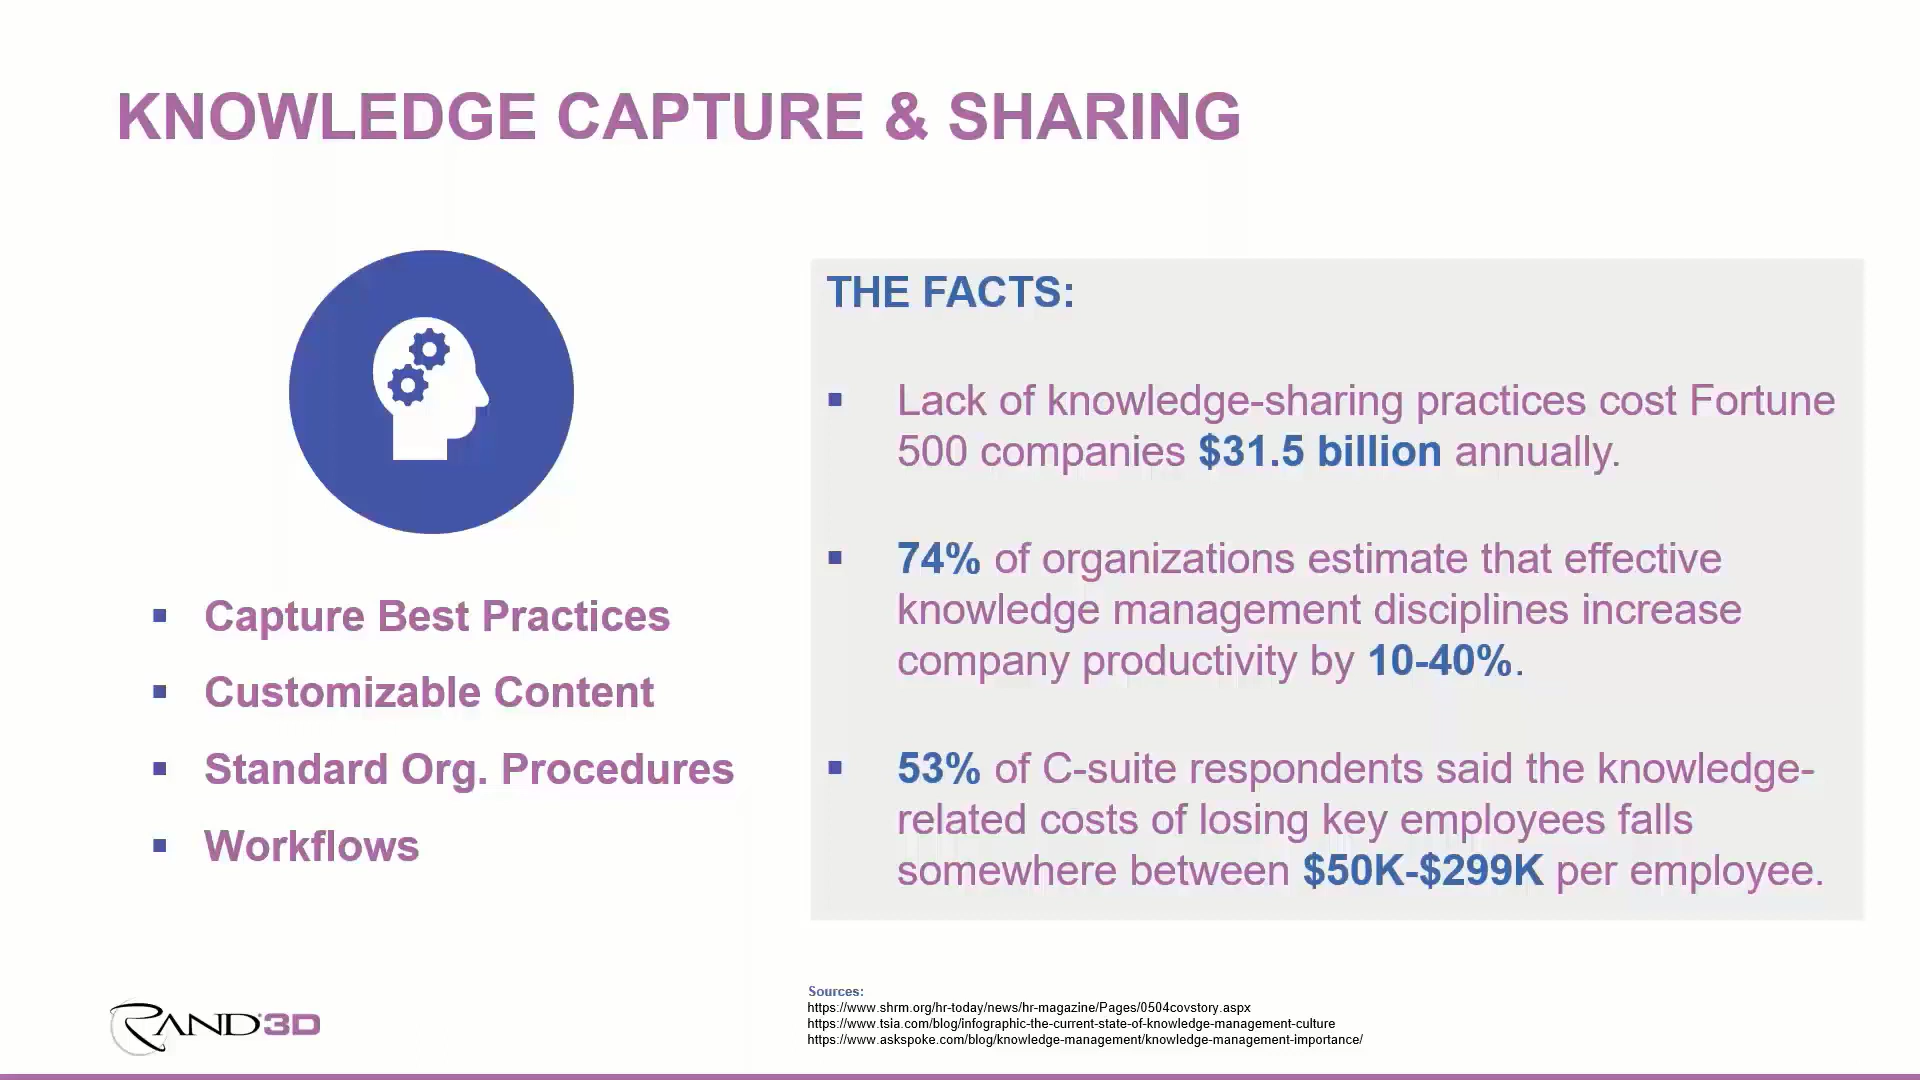 KNOWLEDGE CAPTURE & SHARING
▪ Capture Best Practices
▪ Customizable Content
▪ Standard Org. Procedures
▪ Workflows
THE FACTS:
▪ Lack of knowledge-sharing practices cost Fortune
500 companies $31.5 billion annually.
▪ 74% of organizations estimate that effective
knowledge management disciplines increase
company productivity by 10-40%.
▪ 53% of C-suite respondents said the knowledge-
related costs of losing key employees falls
somewhere between $50K-$299K per employee.
RAND 3D
Sources:
https://www.shrm.org/hr-today/news/hr-magazine/Pages/0504covstory.aspx
https://www.tsia.com/blog/infographic-the-current-state-of-knowledge-management-culture
https://www.askspoke.com/blog/knowledge-management/knowledge-management-importance/